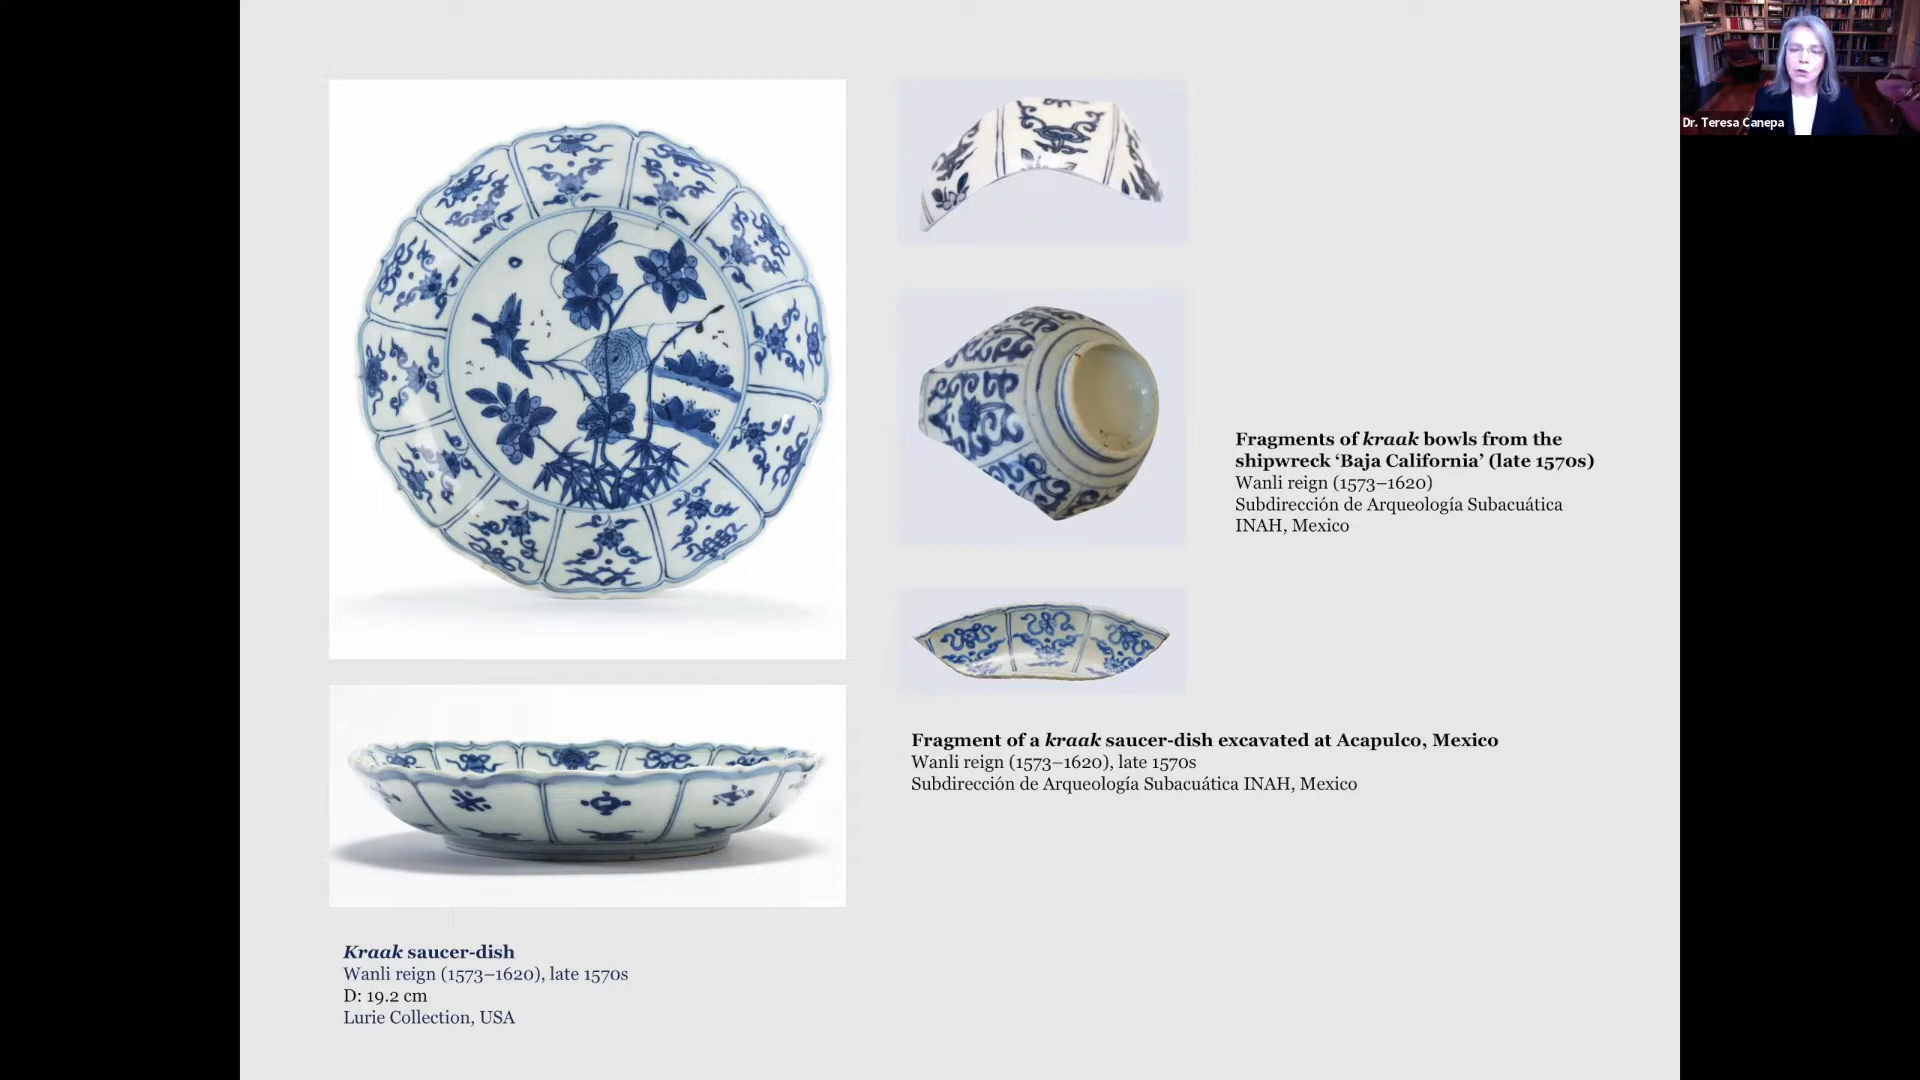 Dr. Teresa Canepa
Fragments of kraak bowls from the
shipwreck ‘Baja California’ (late 1570s)
Wanli reign (1573–1620)
Subdirección de Arqueología Subacuática
INAH, Mexico
Fragment of a kraak saucer-dish excavated at Acapulco, Mexico
Wanli reign (1573–1620), late 1570s
Subdirección de Arqueología Subacuática INAH, Mexico
Kraak saucer-dish
Wanli reign (1573–1620), late 1570s
D: 19.2 cm
Lurie Collection, USA